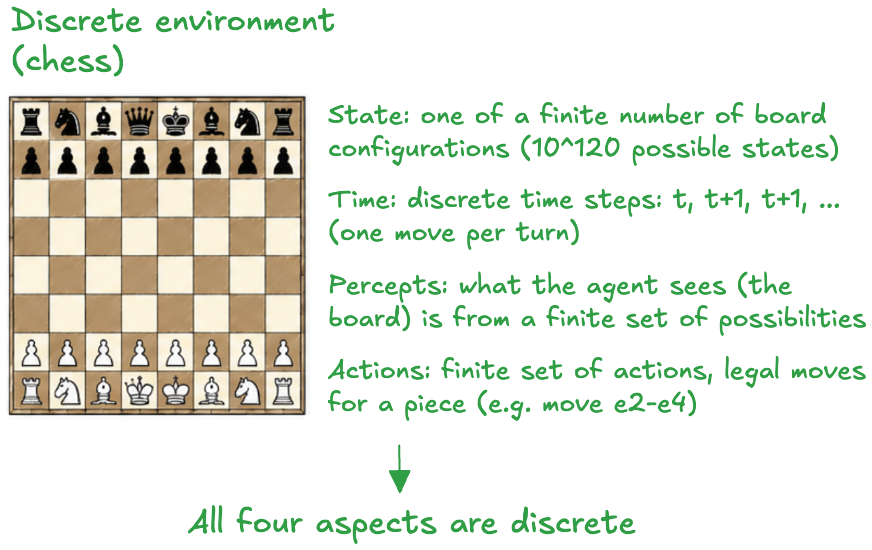 Discrete environment
(chess)
State: one of a finite number of board
configurations (10^120 possible states)
Time: discrete time steps: t, t+1, t+1, ...
(one move per turn)
Percepts: what the agent sees (the
board) is from a finite set of possibilities
Actions: finite set of actions, legal moves
for a piece (e.g. move e2-e4)
All four aspects are discrete